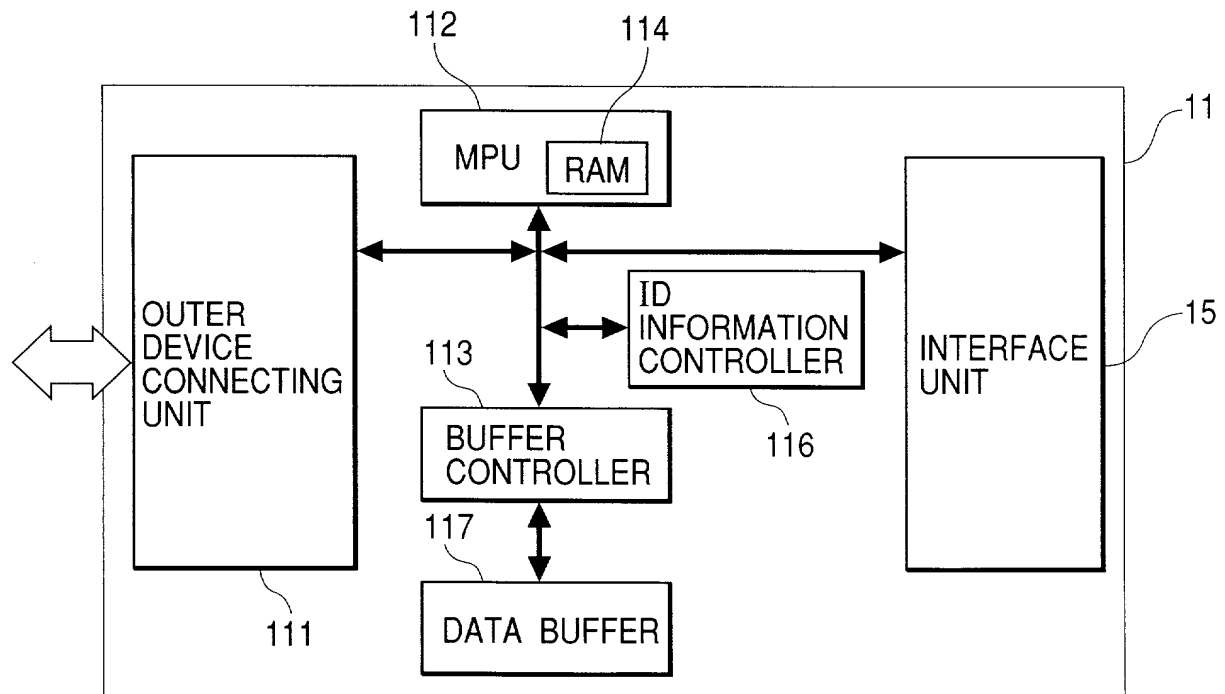 112
114
11
MPU
RAM
OUTER
DEVICE
CONNECTING
UNIT
ID
INFORMATION
CONTROLLER
INTERFACE
UNIT
15
113
116
BUFFER
CONTROLLER
117
111
DATA BUFFER